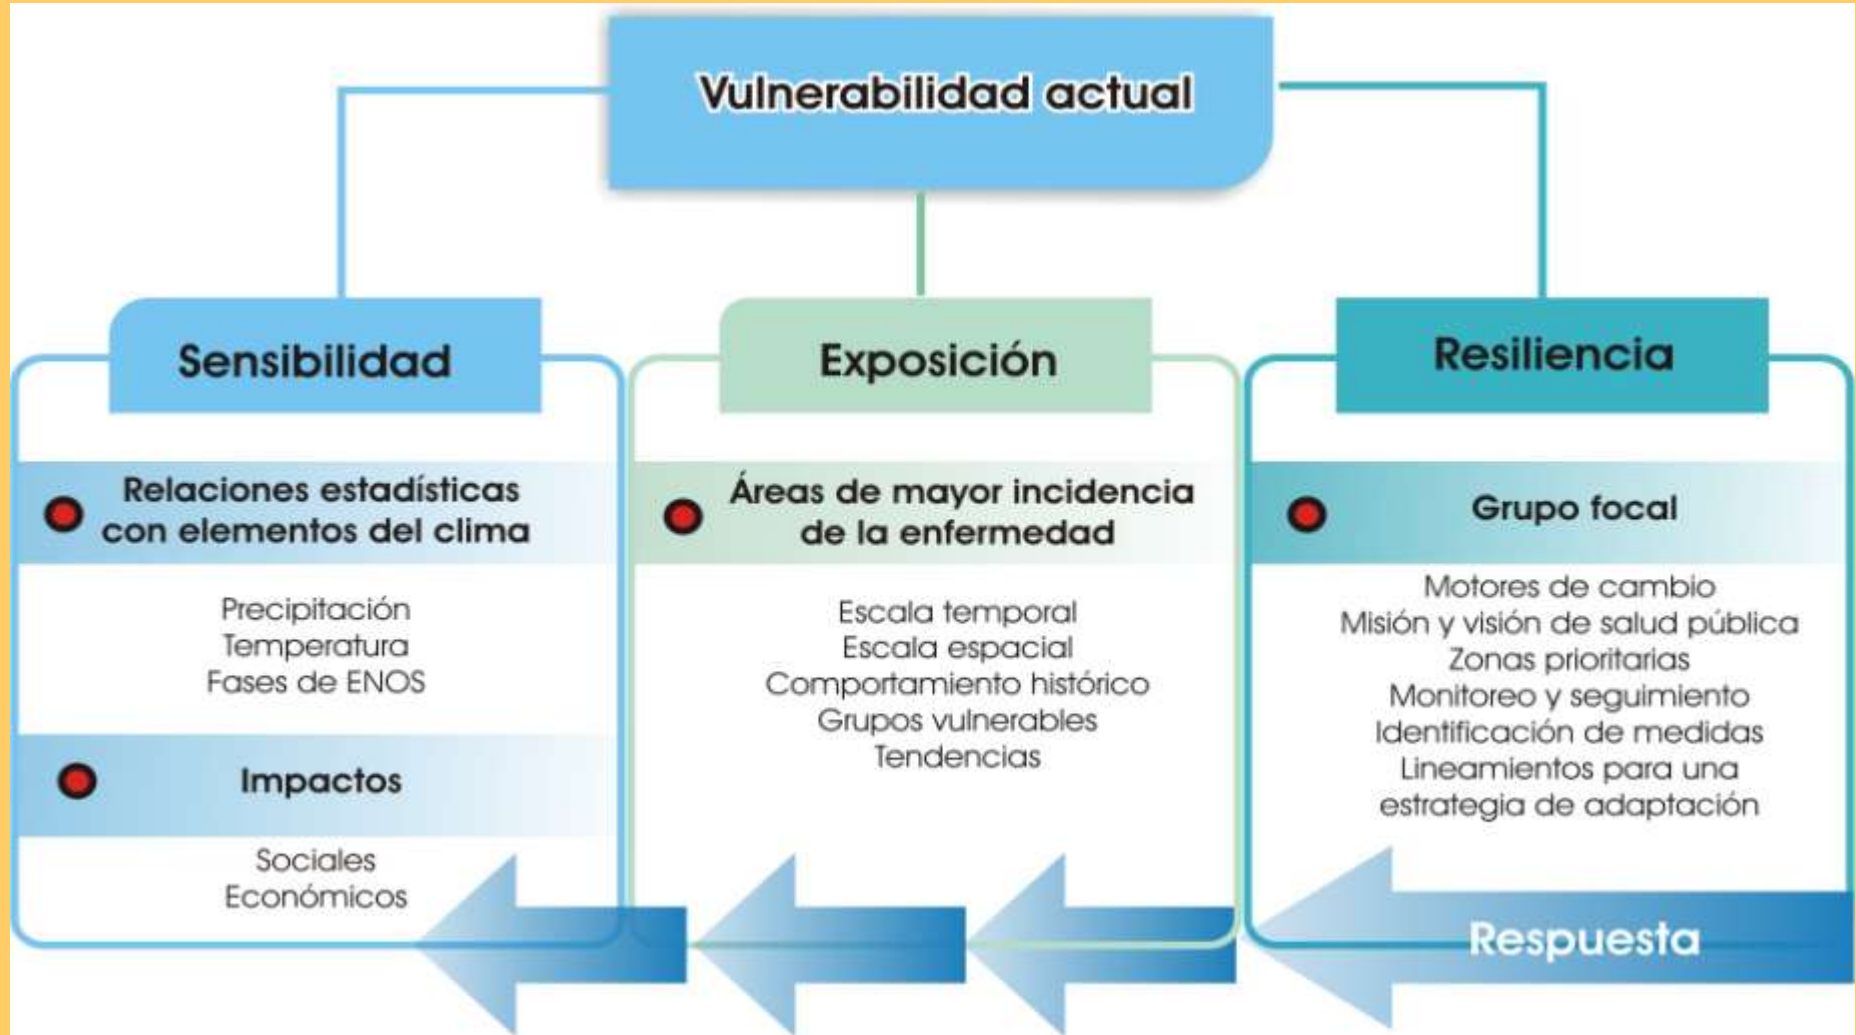 Vulnerabilidad actual
Sensibilidad
Relaciones estadísticas
con elementos del clima
Precipitación
Temperatura
Fases de ENOS
Impactos
Sociales
Económicos
Exposición
Áreas de mayor incidencia
de la enfermedad
Escala temporal
Escala espacial
Comportamiento histórico
Grupos vulnerables
Tendencias
Resiliencia
Grupo focal
Motores de cambio
Misión y visión de salud pública
Zonas prioritarias
Monitoreo y seguimiento
Identificación de medidas
Lineamientos para una
estrategia de adaptación
Respuesta